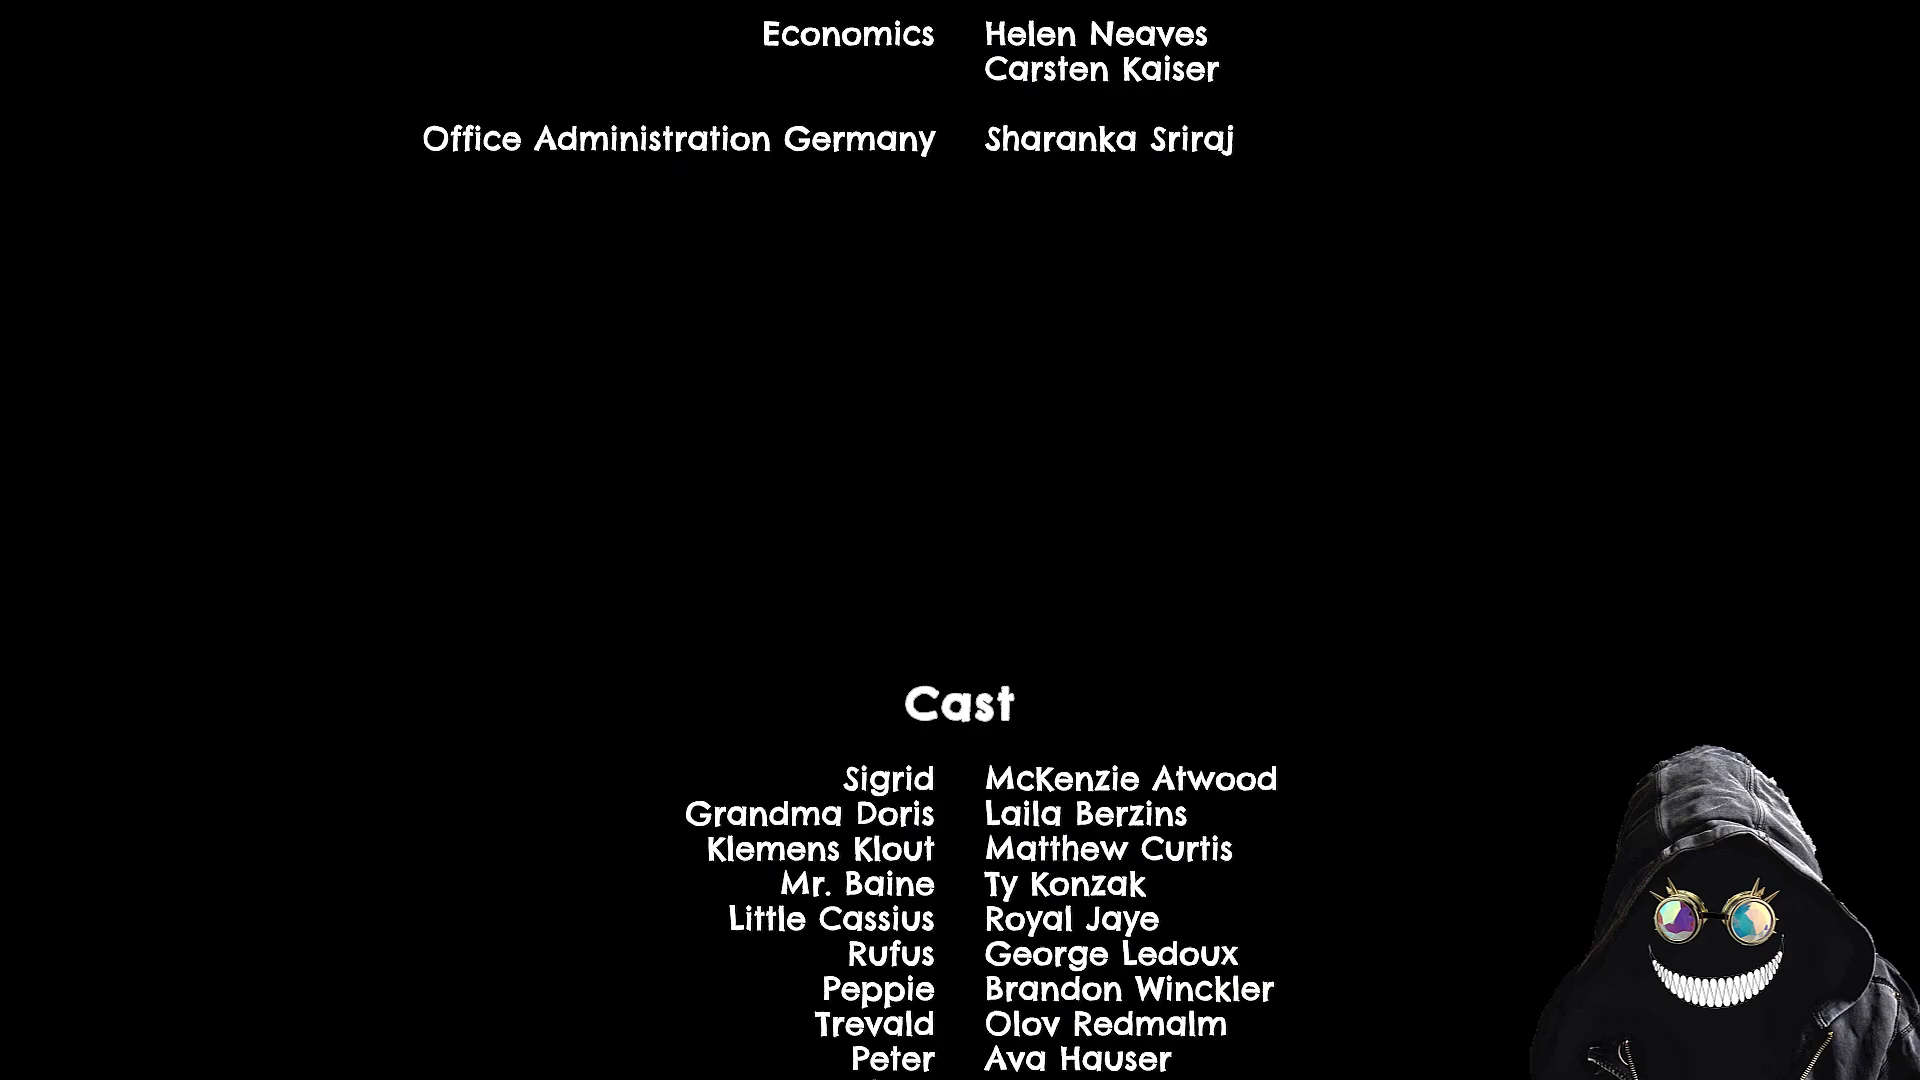 Economics Helen Neaves
Carsten Kaiser
Office Administration Germany Sharanka Sriraj
Cast
Sigrid McKenzie Atwood
Grandma Doris Laila Berzins
Klemens Klout Matthew Curtis
Mr. Baine Ty Konzak
Little Cassius Royal Jaye
Rufus George Ledoux
Peppie Brandon Winckler
Trevald Olov Redmalm
Peter Ava Hauser